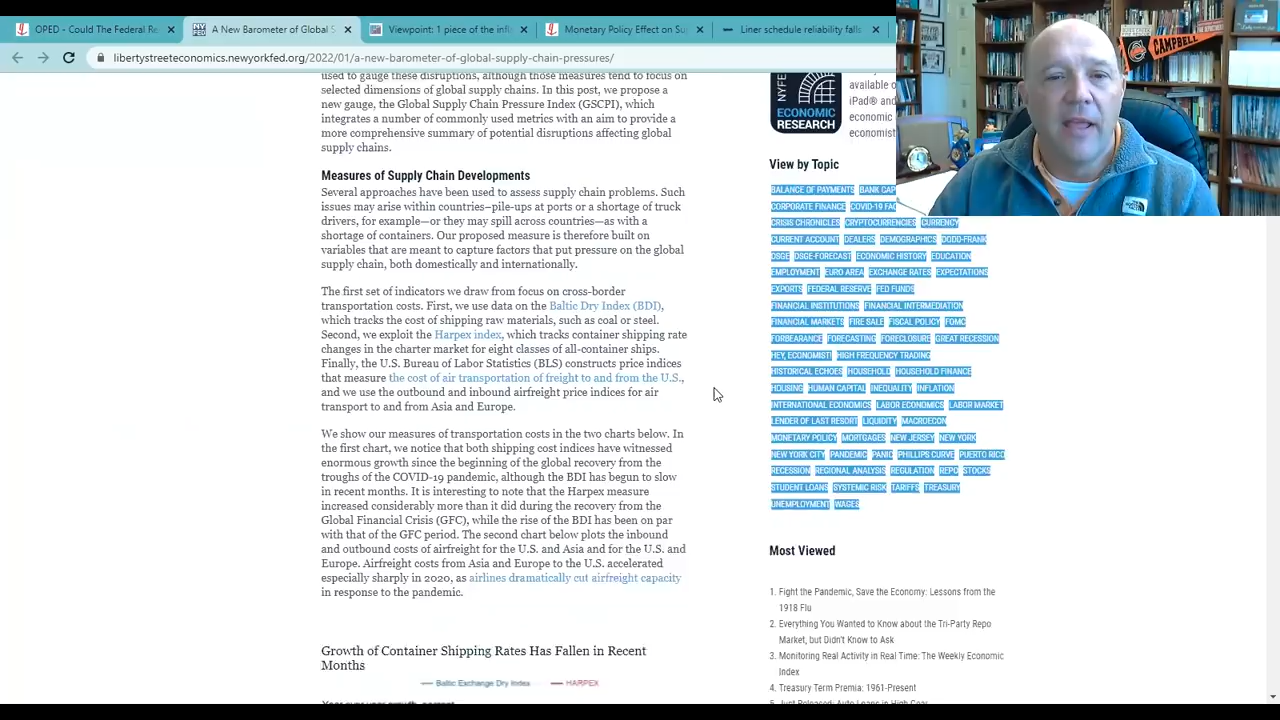 OPED - Could The Federal Re
A New Barometer of Global S
Viewpoint: 1 piece of the infl
Monetary Policy Effect on Su
Liner schedule reliability falls
libertystreeteconomics.newyorkfed.org/2022/01/a-new-barometer-of-global-supply-chain-pressures/
used to gauge these disruptions, although those measures tend to focus on
selected dimensions of global supply chains. In this post, we propose a
new gauge, the Global Supply Chain Pressure Index (GSCPI), which
integrates a number of commonly used metrics with an aim to provide a
more comprehensive summary of potential disruptions affecting global
supply chains.
Measures of Supply Chain Developments
Several approaches have been used to assess supply chain problems. Such
issues may arise within countries–pile-ups at ports or a shortage of truck
drivers, for example—or they may spill across countries—as with a
shortage of containers. Our proposed measure is therefore built on
variables that are meant to capture factors that put pressure on the global
supply chain, both domestically and internationally.
The first set of indicators we draw from focus on cross-border
transportation costs. First, we use data on the Baltic Dry Index (BDI),
which tracks the cost of shipping raw materials, such as coal or steel.
Second, we exploit the Harpex index, which tracks container shipping rate
changes in the charter market for eight classes of all-container ships.
Finally, the U.S. Bureau of Labor Statistics (BLS) constructs price indices
that measure the cost of air transportation of freight to and from the U.S.,
and we use the outbound and inbound airfreight price indices for air
transport to and from Asia and Europe.
We show our measures of transportation costs in the two charts below. In
the first chart, we notice that both shipping cost indices have witnessed
enormous growth since the beginning of the global recovery from the
troughs of the COVID-19 pandemic, although the BDI has begun to slow
in recent months. It is interesting to note that the Harpex measure
increased considerably more than it did during the recovery from the
Global Financial Crisis (GFC), while the rise of the BDI has been on par
with that of the GFC period. The second chart below plots the inbound
and outbound costs of airfreight for the U.S. and Asia and for the U.S. and
Europe. Airfreight costs from Asia and Europe to the U.S. accelerated
especially sharply in 2020, as airlines dramatically cut airfreight capacity
in response to the pandemic.
Growth of Container Shipping Rates Has Fallen in Recent
Months
Baltic Exchange Dry Index HARPEX
NYFE
ECONOMIC
RESEARCH
available o
iPad® and
economic
economist
View by Topic
BALANCE OF PAYMENTS BANK CAP
CORPORATE FINANCE COVID-19 FAC
CRISIS CHRONICLES CRYPTOCURRENCIES CURRENCY
CURRENT ACCOUNT DEALERS DEMOGRAPHICS DODD-FRANK
DSGE DSGE-FORECAST ECONOMIC HISTORY EDUCATION
EMPLOYMENT EURO AREA EXCHANGE RATES EXPECTATIONS
EXPORTS FEDERAL RESERVE FED FUNDS
FINANCIAL INSTITUTIONS FINANCIAL INTERMEDIATION
FINANCIAL MARKETS FIRE SALE FISCAL POLICY FOMC
FORBEARANCE FORECASTING FORECLOSURE GREAT RECESSION
HEY, ECONOMIST! HIGH FREQUENCY TRADING
HISTORICAL ECHOES HOUSEHOLD HOUSEHOLD FINANCE
HOUSING HUMAN CAPITAL INEQUALITY INFLATION
INTERNATIONAL ECONOMICS LABOR ECONOMICS LABOR MARKET
LENDER OF LAST RESORT LIQUIDITY MACROECON
MONETARY POLICY MORTGAGES NEW JERSEY NEW YORK
NEW YORK CITY PANDEMIC PANIC PHILLIPS CURVE PUERTO RICO
RECESSION REGIONAL ANALYSIS REGULATION REPO STOCKS
STUDENT LOANS SYSTEMIC RISK TARIFFS TREASURY
UNEMPLOYMENT WAGES
Most Viewed
1. Fight the Pandemic, Save the Economy: Lessons from the
1918 Flu
2. Everything You Wanted to Know about the Tri-Party Repo
Market, but Didn't Know to Ask
3. Monitoring Real Activity in Real Time: The Weekly Economic
Index
4. Treasury Term Premia: 1961-Present
CAMPBELL